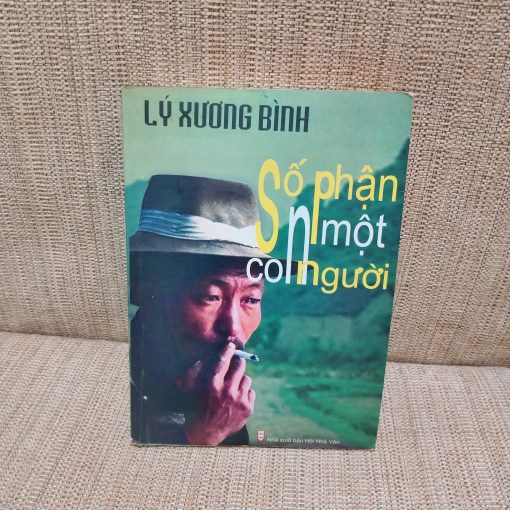 LÝ XƯƠNG BÌNH
Số phận
một
con người
Nhà xuất bản Hội Nhà Văn